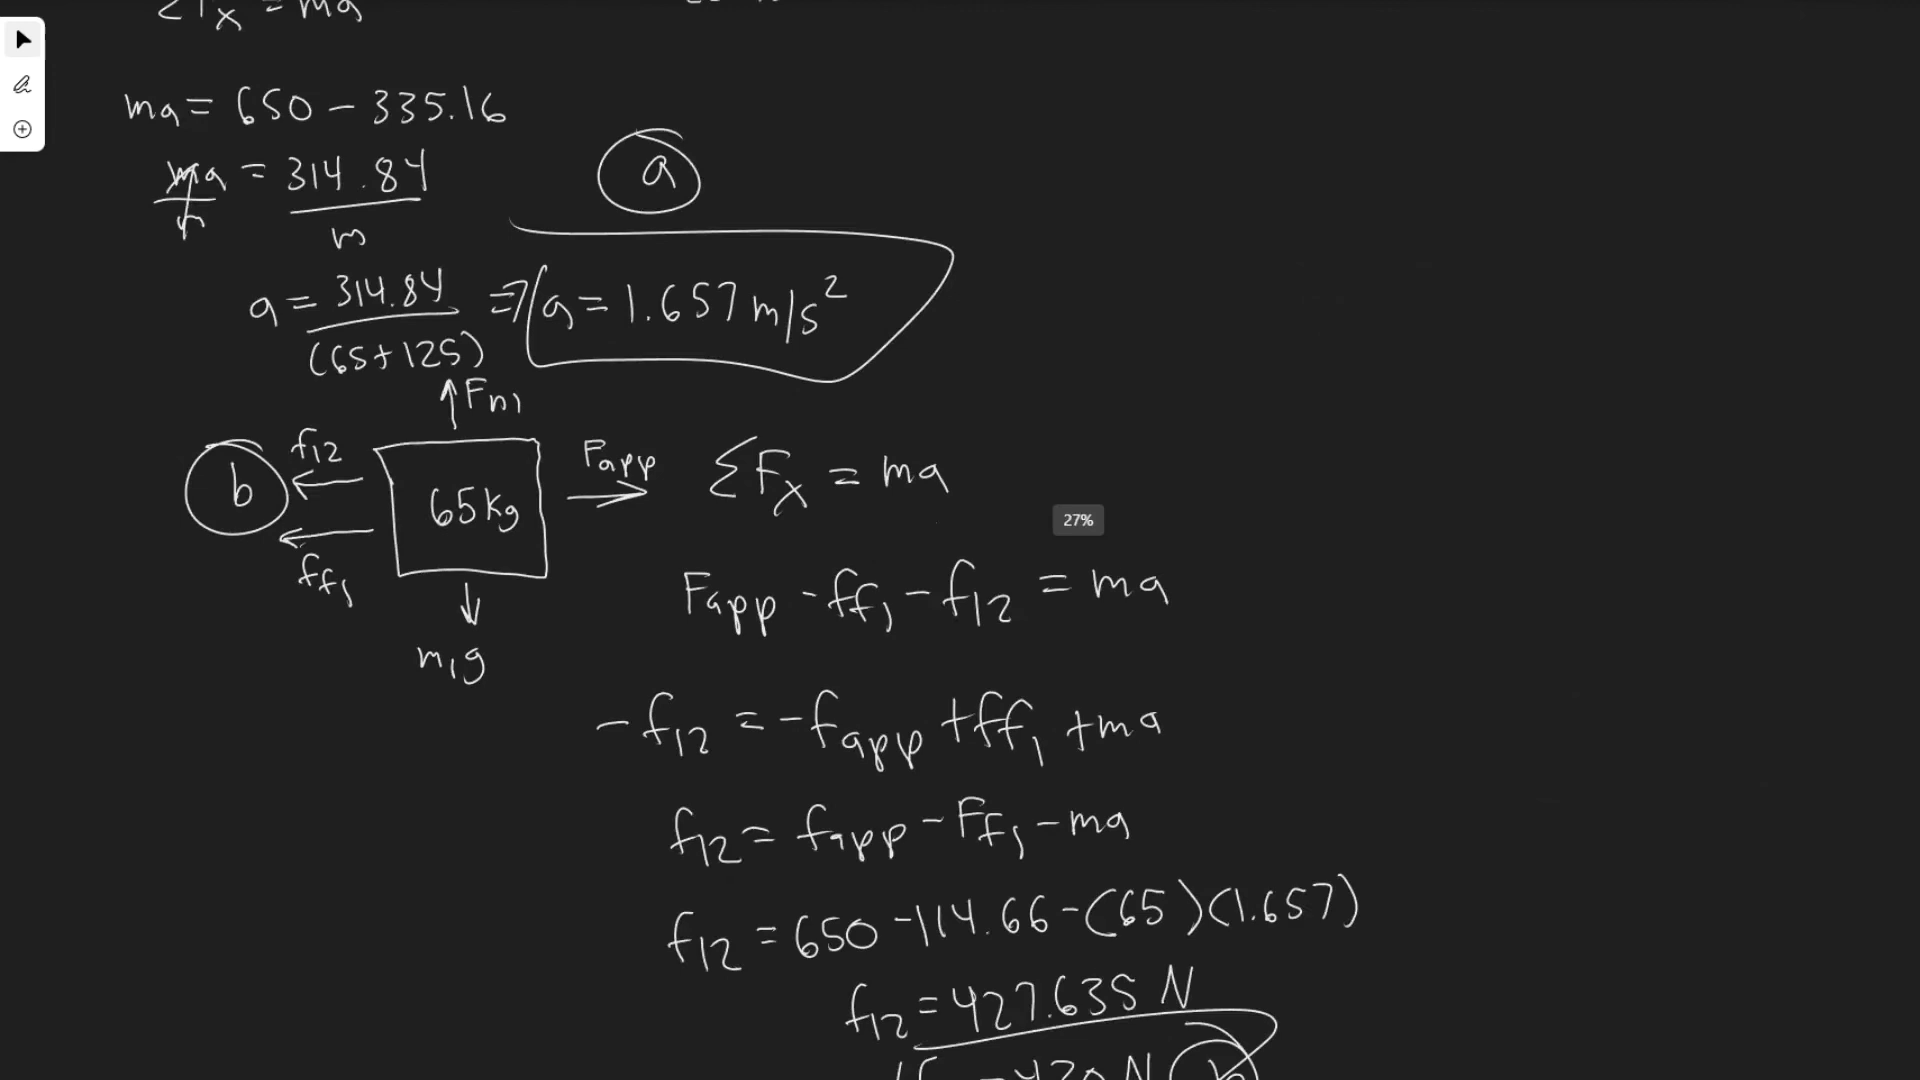 ΣFx = ma
ma = 650 - 335.16
ma = 314.84
m m
a
a = 314.84 => a = 1.657 m/s²
(65+125)
Fn1
b f12 65kg Fapp ΣFx = ma
ff1
27%
m1g
Fapp - ff1 - f12 = ma
-f12 = -fapp + ff1 + ma
f12 = fapp - Ff1 - ma
f12 = 650 - 114.66 - (65)(1.657)
f12 = 427.635 N